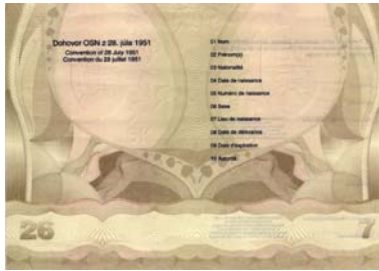 Dohovor OSN z 28. júla 1951
Convention of 28 July 1951
Convention du 28 juillet 1951
01 Nom
02 Prénom(s)
03 Nationalité
04 Date de naissance
05 Numéro de naissance
06 Sexe
07 Lieu de naissance
08 Date de délivrance
09 Date d'expiration
10 Autorité
26
7